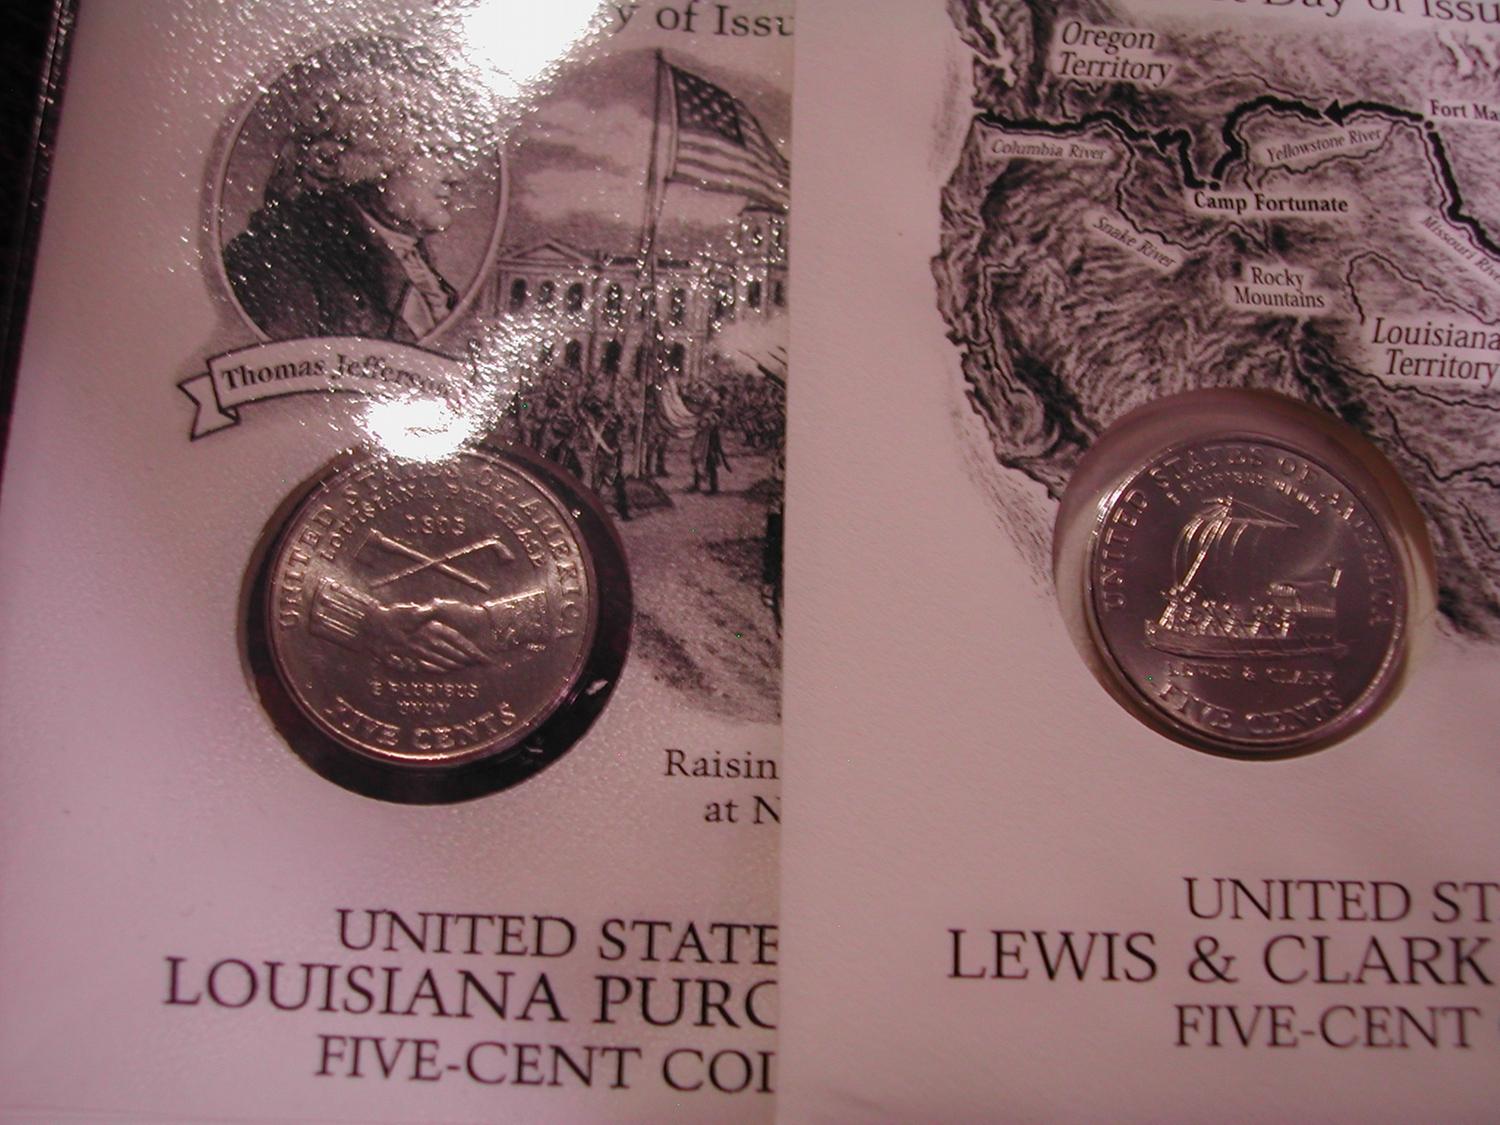 y of Issu
Thomas Jefferson
UNITED STATES OF AMERICA
LOUISIANA PURCHASE
1803
E PLURIBUS
UNUM
FIVE CENTS
Raisin
at N
UNITED STATE
LOUISIANA PURC
FIVE-CENT COI
Day of Issu
Oregon
Territory
Fort Ma
Columbia River
Yellowstone River
Camp Fortunate
Snake River
Missouri Rive
Rocky
Mountains
Louisiana
Territory
UNITED STATES OF AMERICA
E PLURIBUS UNUM
LEWIS & CLARK
FIVE CENTS
UNITED ST
LEWIS & CLARK
FIVE-CENT